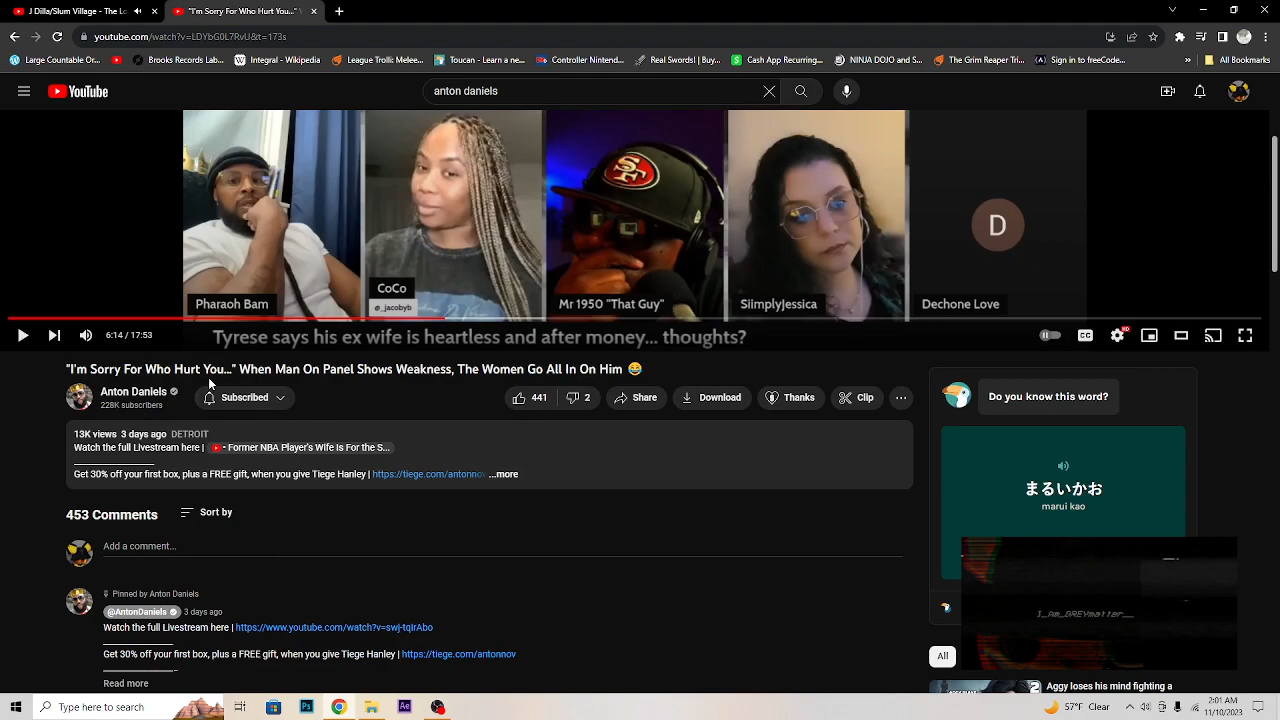 J Dilla/Slum Village - The Lo
"I'm Sorry For Who Hurt You..."
youtube.com/watch?v=LDYbG0L7RvU&t=173s
Large Countable Or...
Brooks Records Lab...
Integral - Wikipedia
League Trolls Melee...
Toucan - Learn a ne...
Controller Nintend...
Real Swords | Boy...
Cash App Recurring...
NINJA DOJO and S...
The Grim Reaper Tri...
Sign in to freeCode...
»
All Bookmarks
YouTube
anton daniels
SF
D
Pharaoh Bam
CoCo
@_jacobyb
Mr 1950 "That Guy"
SiimplyJessica
Dechone Love
Tyrese says his ex wife is heartless and after money... thoughts?
6:14 / 17:53
CC
HD
"I'm Sorry For Who Hurt You..." When Man On Panel Shows Weakness, The Women Go All In On Him 😂
Anton Daniels
228K subscribers
Subscribed
441
2
Share
Download
Thanks
Clip
...
13K views 3 days ago DETROIT
Watch the full Livestream here | - Former NBA Player's Wife Is For the S...
Get 30% off your first box, plus a FREE gift, when you give Tiege Hanley | https://tiege.com/antonnov ...more
453 Comments
Sort by
Add a comment...
Pinned by Anton Daniels
@AntonDaniels 3 days ago
Watch the full Livestream here | https://www.youtube.com/watch?v=swj-tqIrAbo
Get 30% off your first box, plus a FREE gift, when you give Tiege Hanley | https://tiege.com/antonnov
Read more
Do you know this word?
まるいかお
marui kao
I_Am_GREYmatter__
All
Aggy loses his mind fighting a
Type here to search
Ps
Ae
57°F Clear
2:01 AM
11/10/2023